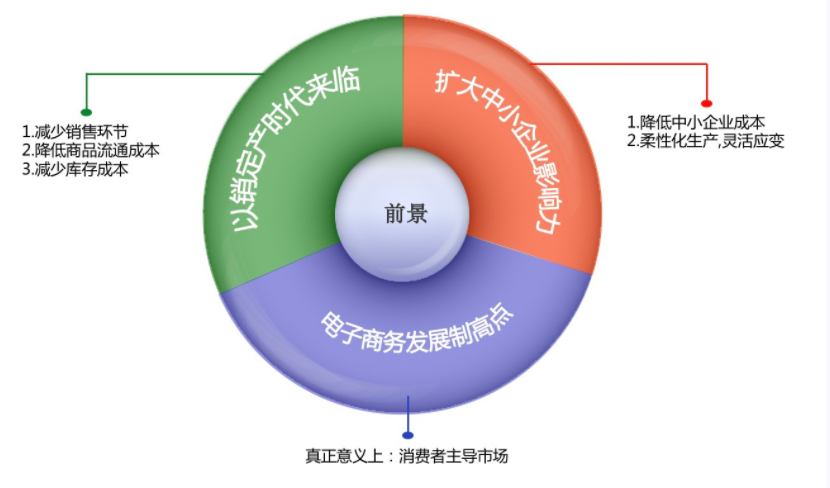 以销定产时代来临
扩大中小企业影响力
1.减少销售环节
2.降低商品流通成本
3.减少库存成本
1.降低中小企业成本
2.柔性化生产,灵活应变
前景
电子商务发展制高点
真正意义上：消费者主导市场